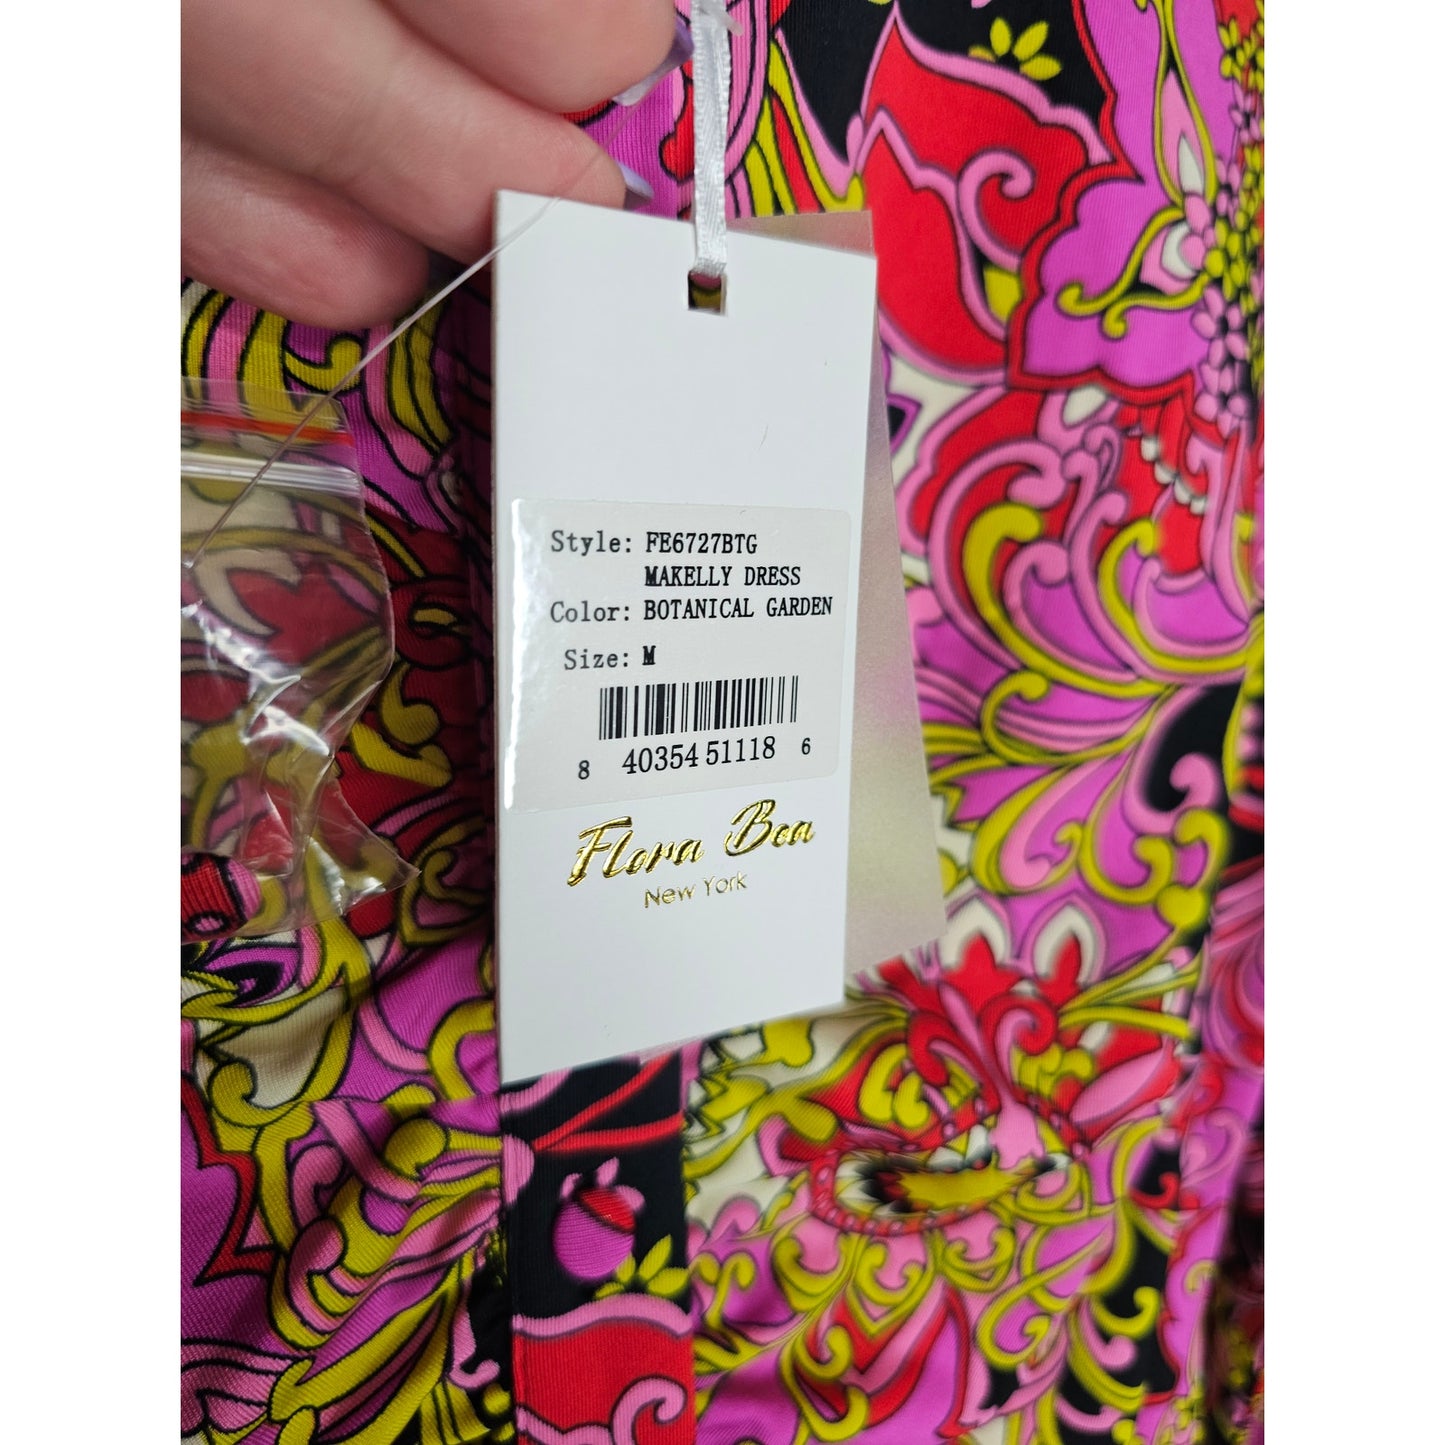 Style: FE6727BTG
MAKELLY DRESS
Color: BOTANICAL GARDEN
Size: M
8 40354 51118 6
Flora Bea
New York